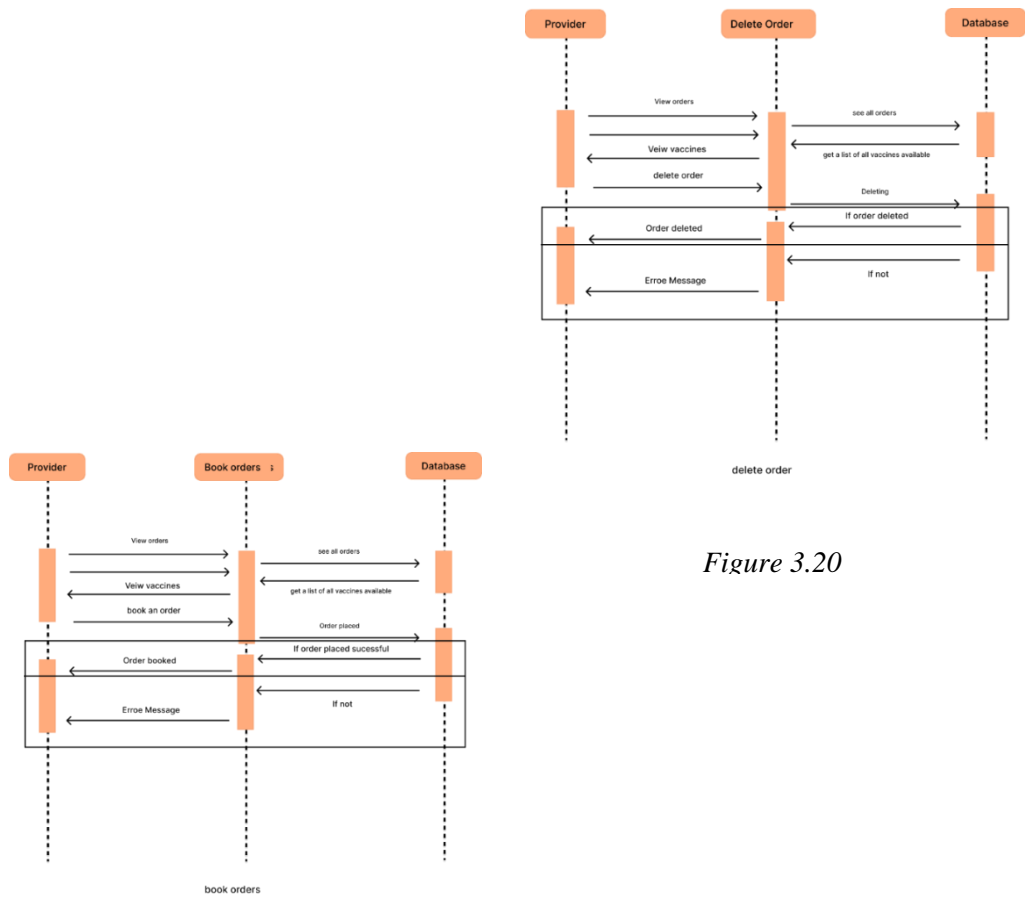 Provider
Delete Order
Database
View orders
see all orders
Veiw vaccines
get a list of all vaccines available
delete order
Deleting
If order deleted
Order deleted
If not
Erroe Message
delete order
Figure 3.20
Provider
Book orders :
Database
View orders
see all orders
Veiw vaccines
get a list of all vaccines available
book an order
Order placed
If order placed sucessful
Order booked
If not
Erroe Message
book orders